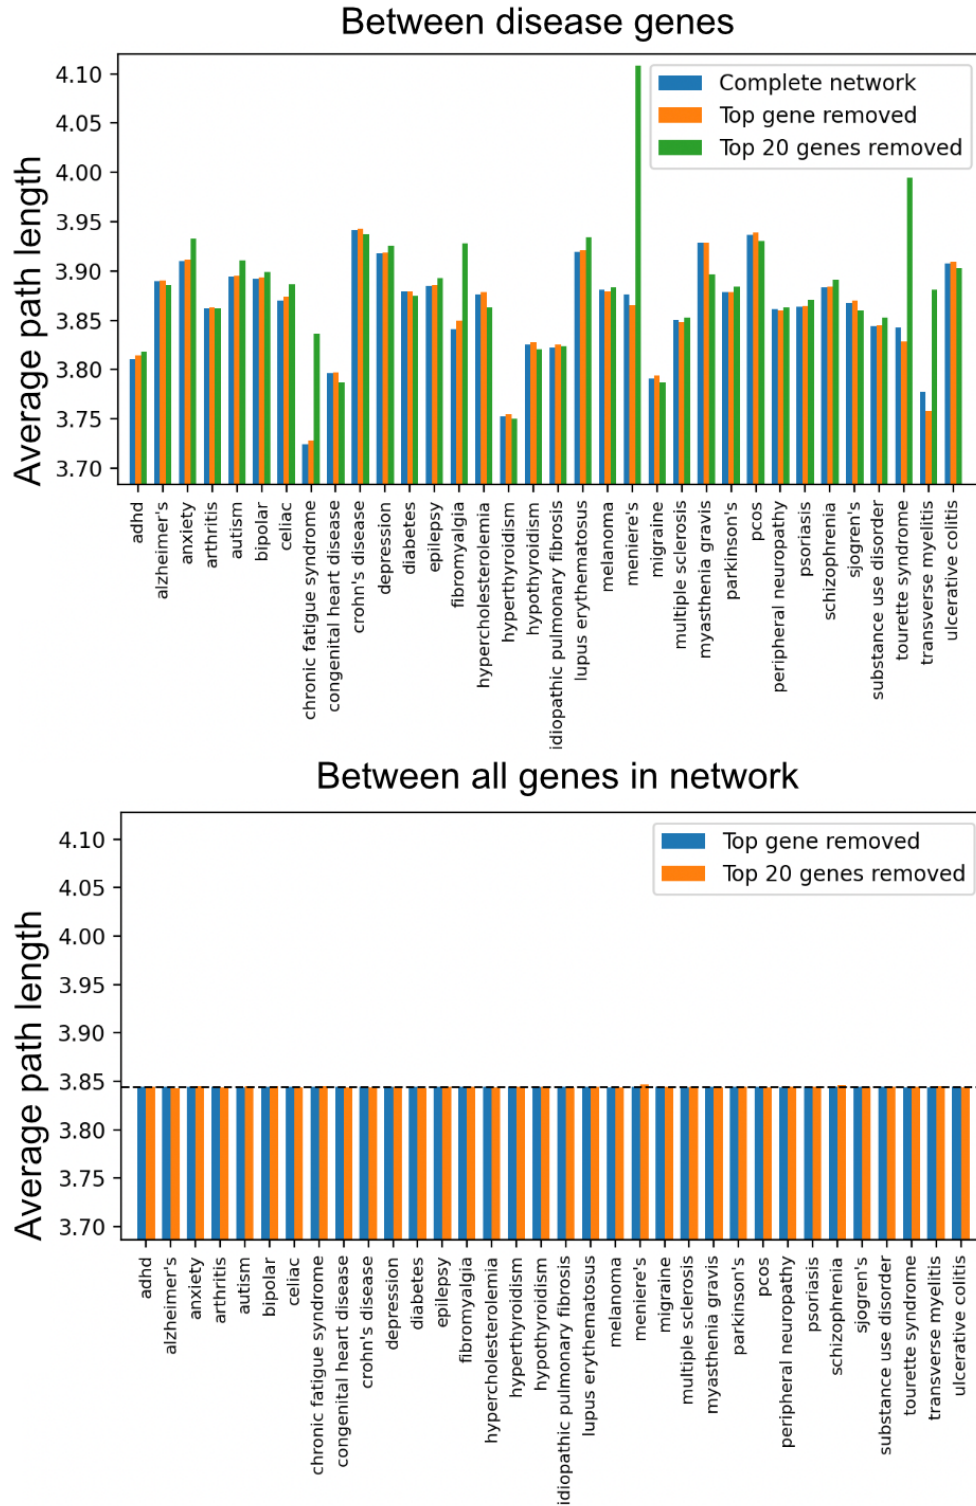 Between disease genes
Average path length
4.10
4.05
4.00
3.95
3.90
3.85
3.80
3.75
3.70
Complete network
Top gene removed
Top 20 genes removed
adhd
alzheimer's
anxiety
arthritis
autism
bipolar
celiac
chronic fatigue syndrome
congenital heart disease
crohn's disease
depression
diabetes
epilepsy
fibromyalgia
hypercholesterolemia
hyperthyroidism
hypothyroidism
idiopathic pulmonary fibrosis
lupus erythematosus
melanoma
meniere's
migraine
multiple sclerosis
myasthenia gravis
parkinson's
pcos
peripheral neuropathy
psoriasis
schizophrenia
sjogren's
substance use disorder
tourette syndrome
transverse myelitis
ulcerative colitis
Between all genes in network
Average path length
4.10
4.05
4.00
3.95
3.90
3.85
3.80
3.75
3.70
Top gene removed
Top 20 genes removed
adhd
alzheimer's
anxiety
arthritis
autism
bipolar
celiac
chronic fatigue syndrome
congenital heart disease
crohn's disease
depression
diabetes
epilepsy
fibromyalgia
hypercholesterolemia
hyperthyroidism
hypothyroidism
idiopathic pulmonary fibrosis
lupus erythematosus
melanoma
meniere's
migraine
multiple sclerosis
myasthenia gravis
parkinson's
pcos
peripheral neuropathy
psoriasis
schizophrenia
sjogren's
substance use disorder
tourette syndrome
transverse myelitis
ulcerative colitis